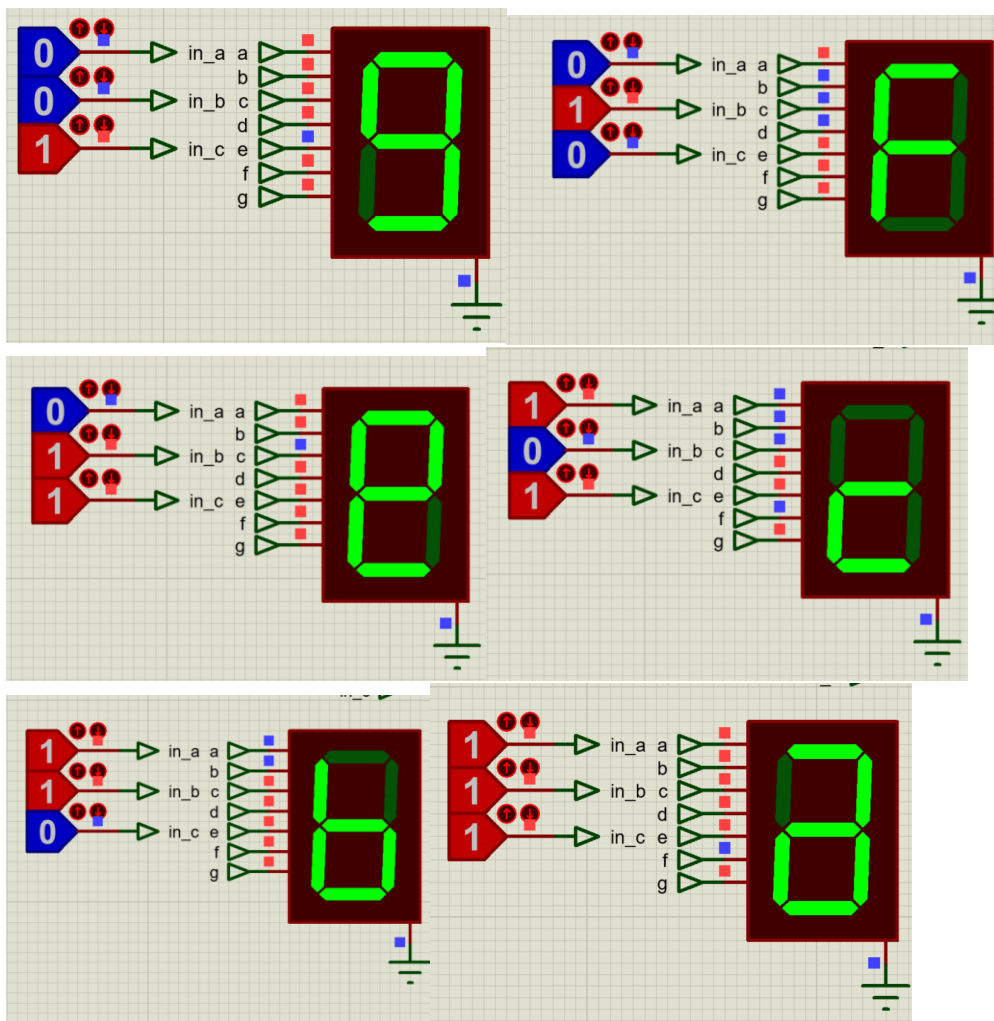 0 in_a a
b
0 in_b c
d
1 in_c e
f
g
9
0 in_a a
b
1 in_b c
d
0 in_c e
f
g
F
0 in_a a
b
1 in_b c
d
1 in_c e
f
g
e
1 in_a a
b
0 in_b c
d
1 in_c e
f
g
c
1 in_a a
b
1 in_b c
d
0 in_c e
f
g
b
1 in_a a
b
1 in_b c
d
1 in_c e
f
g
a